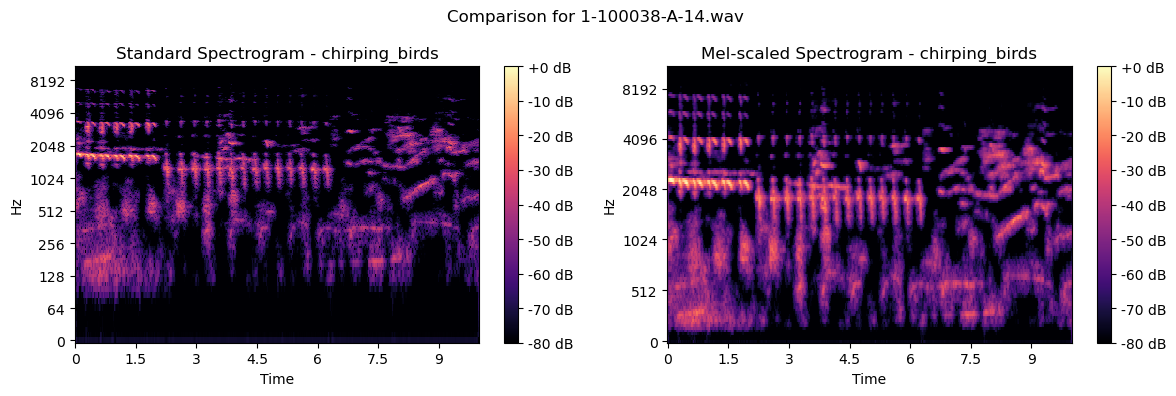 Comparison for 1-100038-A-14.wav
Standard Spectrogram - chirping_birds
8192
4096
2048
1024
512
256
128
64
0
Hz
0 1.5 3 4.5 6 7.5 9
Time
+0 dB
-10 dB
-20 dB
-30 dB
-40 dB
-50 dB
-60 dB
-70 dB
-80 dB
Mel-scaled Spectrogram - chirping_birds
8192
4096
2048
1024
512
0
Hz
0 1.5 3 4.5 6 7.5 9
Time
+0 dB
-10 dB
-20 dB
-30 dB
-40 dB
-50 dB
-60 dB
-70 dB
-80 dB